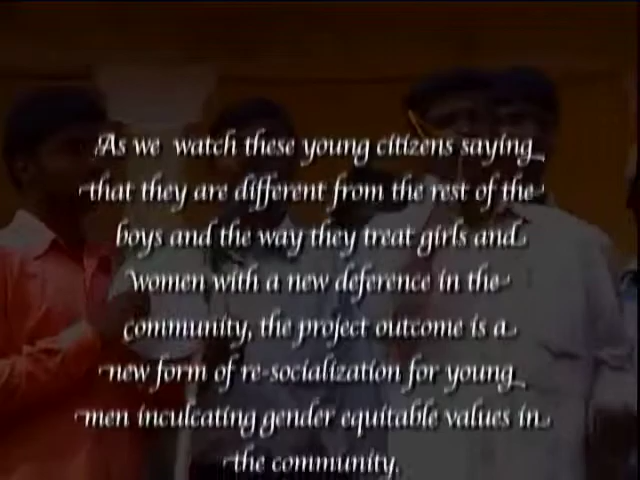 As we watch these young citizens saying
that they are different from the rest of the
boys and the way they treat girls and
women with a new deference in the
community, the project outcome is a
new form of re-socialization for young
men inculcating gender equitable values in
the community.